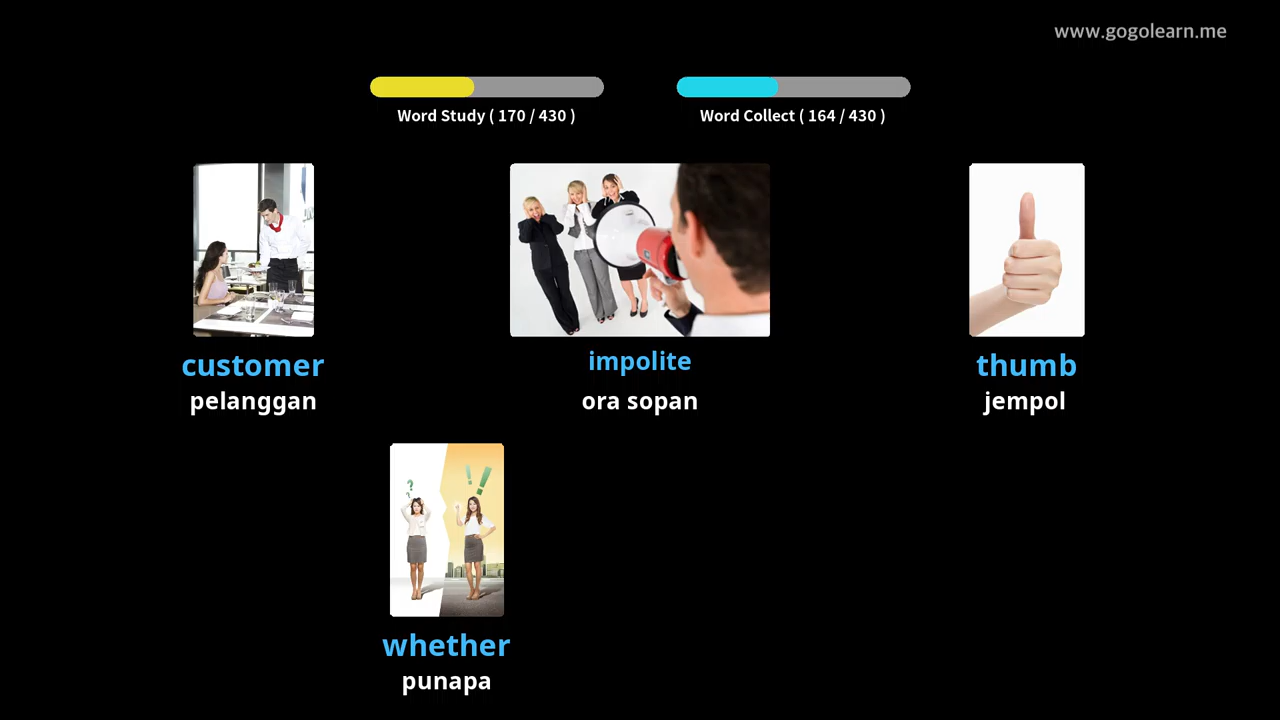 www.gogolearn.me
Word Study ( 170 / 430 )
Word Collect ( 164 / 430 )
customer
pelanggan
impolite
ora sopan
thumb
jempol
whether
punapa